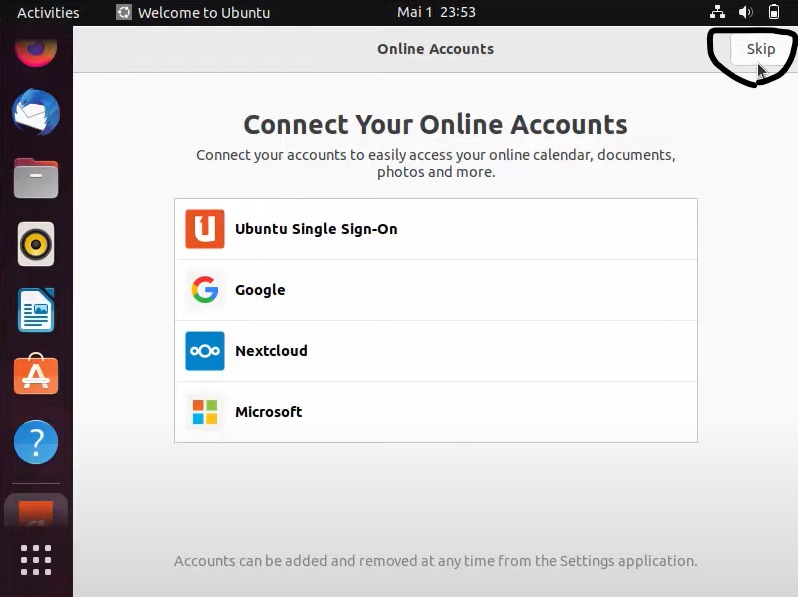 Activities
Welcome to Ubuntu
Mai 1 23:53
Online Accounts
Skip
Connect Your Online Accounts
Connect your accounts to easily access your online calendar, documents,
photos and more.
Ubuntu Single Sign-On
Google
Nextcloud
Microsoft
Accounts can be added and removed at any time from the Settings application.